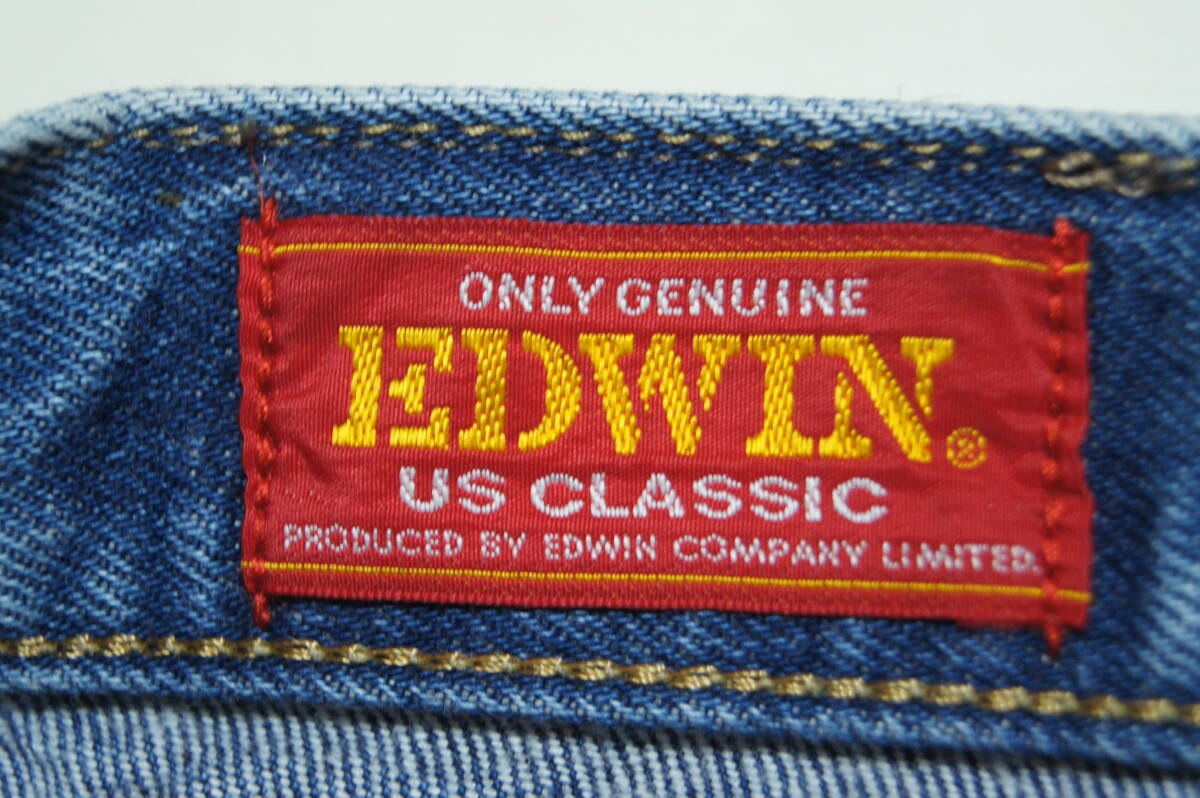 ONLY GENUINE
EDWIN®
US CLASSIC
PRODUCED BY EDWIN COMPANY LIMITED.